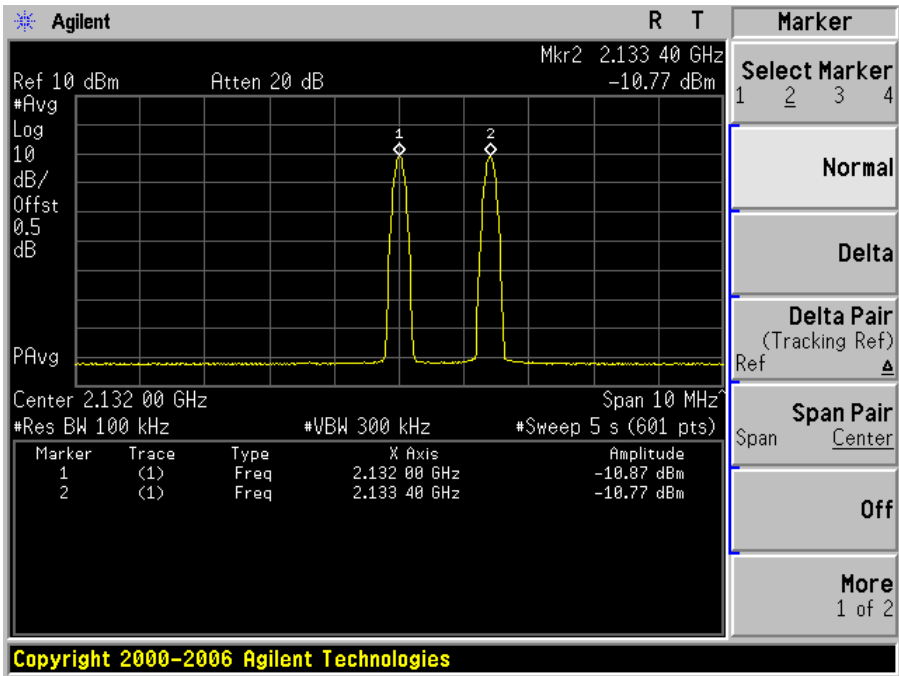 Agilent R T
Mkr2 2.133 40 GHz
Ref 10 dBm Atten 20 dB -10.77 dBm
#Avg
Log
10
dB/
Offst
0.5
dB
PAvg
1 2
Center 2.132 00 GHz Span 10 MHz^
#Res BW 100 kHz #VBW 300 kHz #Sweep 5 s (601 pts)
Marker Trace Type X Axis Amplitude
1 (1) Freq 2.132 00 GHz -10.87 dBm
2 (1) Freq 2.133 40 GHz -10.77 dBm
Marker
Select Marker
1 2 3 4
Normal
Delta
Delta Pair
(Tracking Ref)
Ref Δ
Span Pair
Span Center
Off
More
1 of 2
Copyright 2000-2006 Agilent Technologies